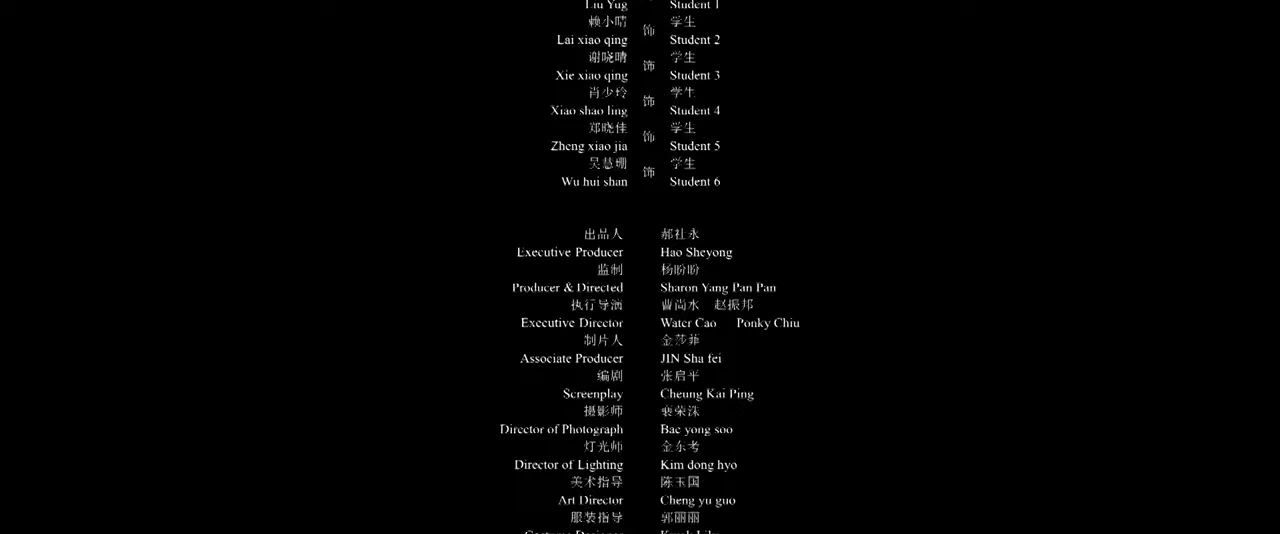 Liu Yug Student 1
赖小晴 饰 学生
Lai xiao qing Student 2
谢晓晴 饰 学生
Xie xiao qing Student 3
肖少玲 饰 学生
Xiao shao ling Student 4
郑晓佳 饰 学生
Zheng xiao jia Student 5
吴慧珊 饰 学生
Wu hui shan Student 6
出品人 郝社永
Executive Producer Hao Sheyong
监制 杨盼盼
Producer & Directed Sharon Yang Pan Pan
执行导演 曹尚水 赵振邦
Executive Director Water Cao Ponky Chiu
制片人 金莎菲
Associate Producer JIN Sha fei
编剧 张启平
Screenplay Cheung Kai Ping
摄影师 裴荣洙
Director of Photograph Bae yong soo
灯光师 金东考
Director of Lighting Kim dong hyo
美术指导 陈玉国
Art Director Cheng yu guo
服装指导 郭丽丽